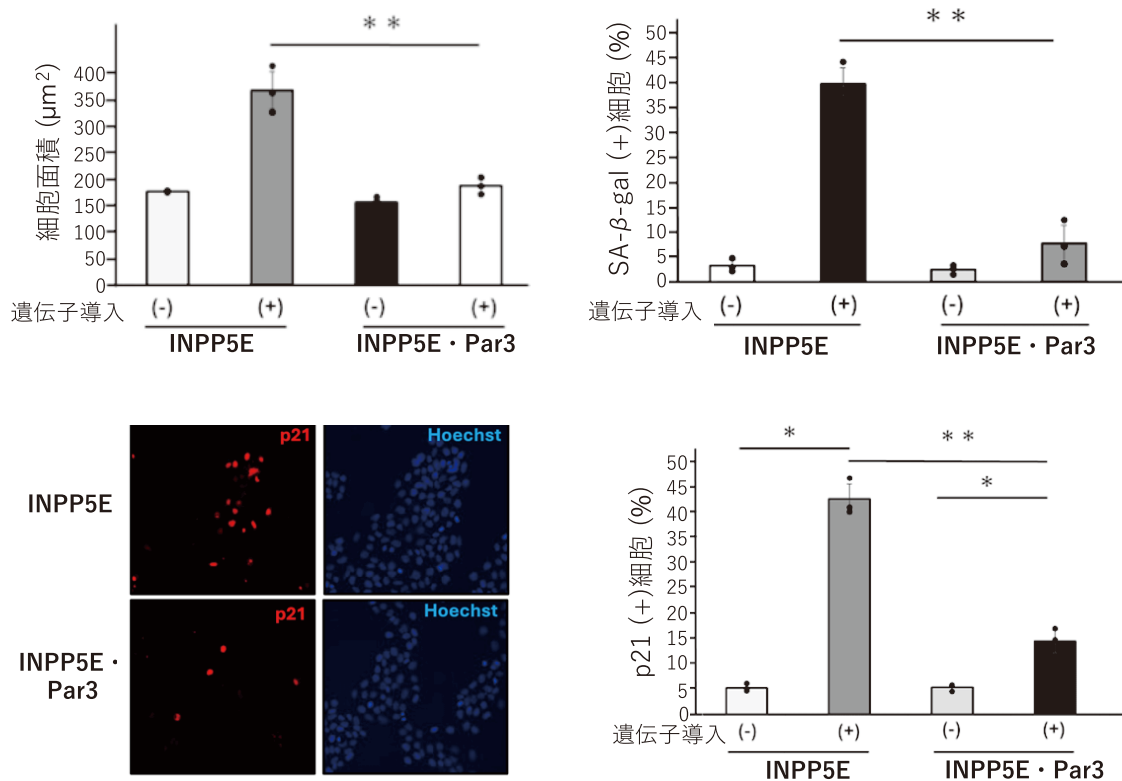 **
細胞面積 (μm²)
400
350
300
250
200
150
100
50
0
遺伝子導入 (-) (+) (-) (+)
INPP5E INPP5E・Par3
**
SA-β-gal (+)細胞 (%)
50
45
40
35
30
25
20
15
10
5
0
遺伝子導入 (-) (+) (-) (+)
INPP5E INPP5E・Par3
p21 Hoechst
INPP5E
p21 Hoechst
INPP5E・
Par3
* **
*
p21 (+)細胞 (%)
50
45
40
35
30
25
20
15
10
5
0
遺伝子導入 (-) (+) (-) (+)
INPP5E INPP5E・Par3